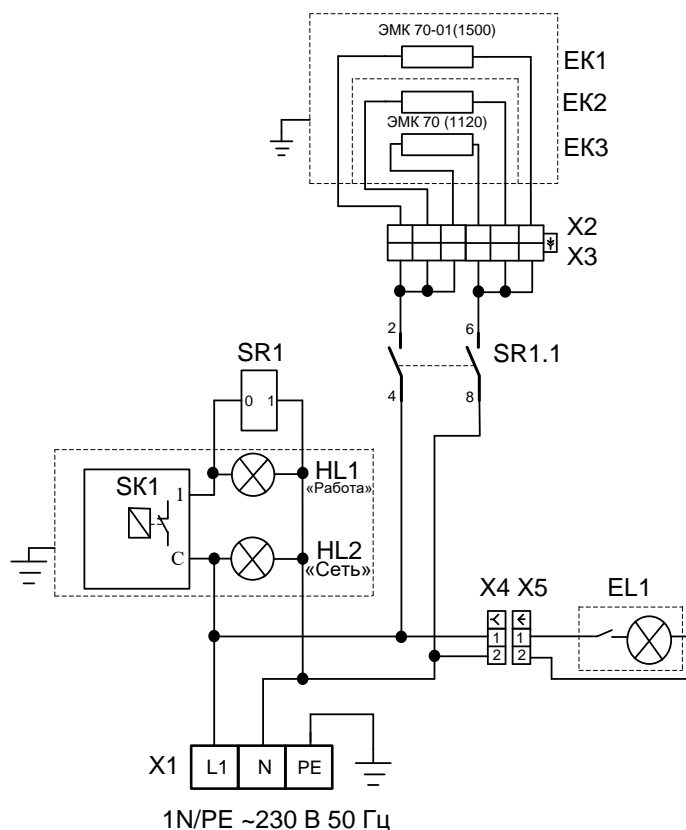 ЭМК 70-01(1500)
EK1
EK2
ЭМК 70 (1120)
EK3
X2
X3
2 6
SR1 SR1.1
0 1 4 8
HL1
SK1 1 «Работа»
HL2
C «Сеть»
X4 X5 EL1
1 1
2 2
X1 L1 N PE
1N/PE ~230 В 50 Гц